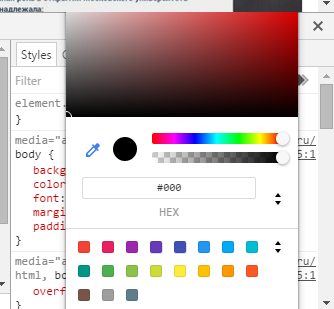 надлежала:
Styles
Filter
element.
}
media="a
ru/
body {
5:1
backg
color
font:
margi
paddi
}
#000
HEX
media="a
ru/
html, bo
5:1
overf